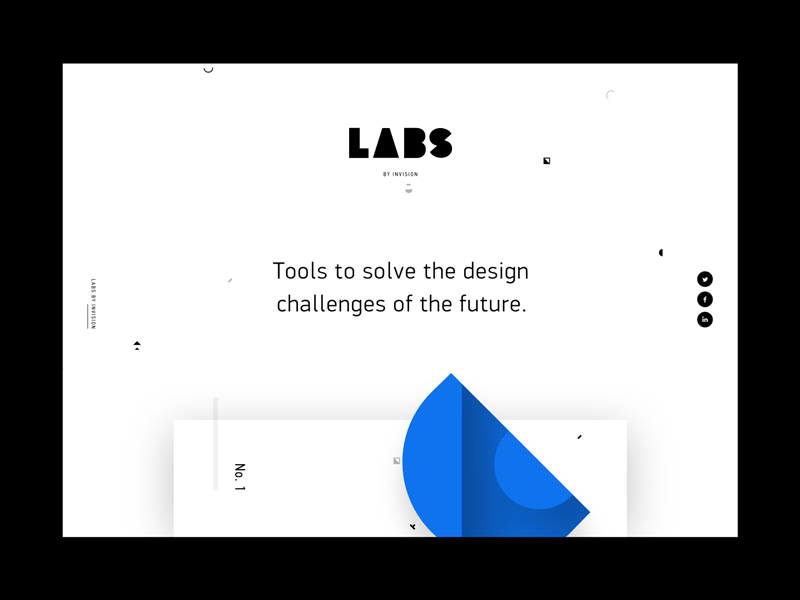 LABS
BY INVISION
Tools to solve the design
challenges of the future.
LABS BY INVISION
No. 1